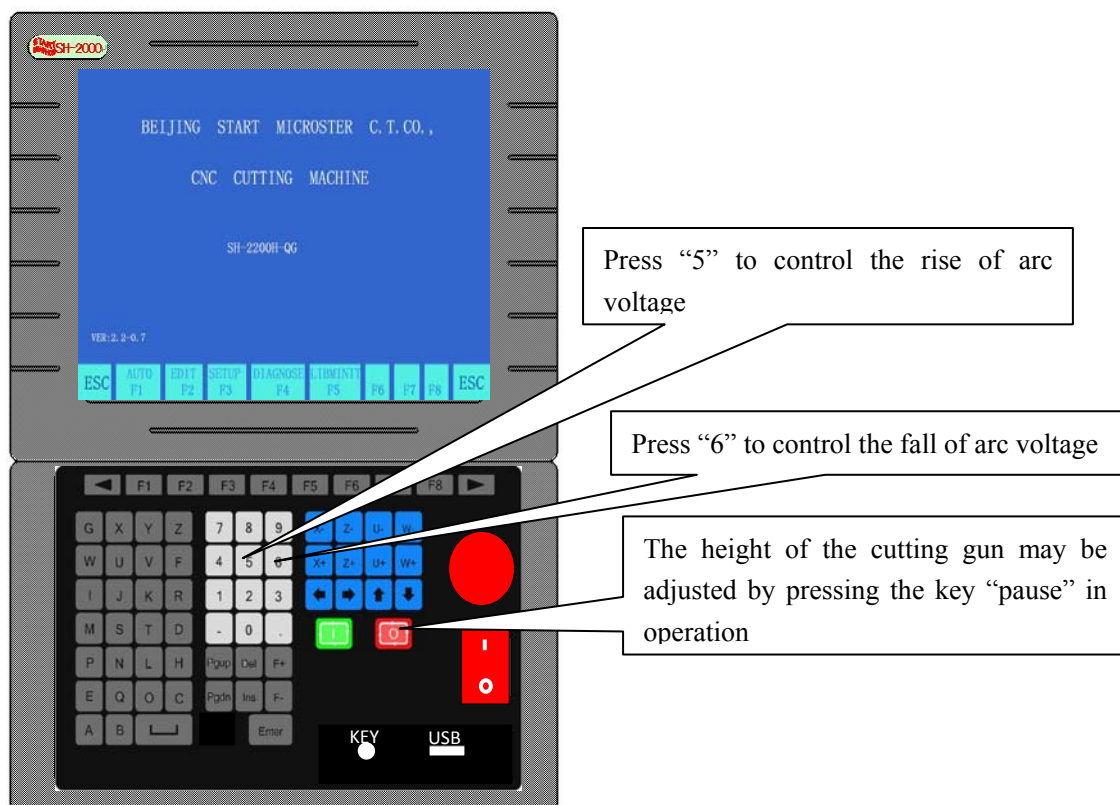 START SH-2000
BEIJING START MICROSTER C.T.CO.,
CNC CUTTING MACHINE
SH-2200H-QG
VER:2.2-0.7
ESC AUTO F1 EDIT F2 SETUP F3 DIAGNOSE F4 LIBMINIT F5 F6 F7 F8 ESC
Press “5” to control the rise of arc
voltage
Press “6” to control the fall of arc voltage
The height of the cutting gun may be
adjusted by pressing the key “pause” in
operation
F1 F2 F3 F4 F5 F6 F8
G X Y Z 7 8 9 X- Z- U- W-
W U V F 4 5 6 X+ Z+ U+ W+
I J K R 1 2 3
M S T D - 0 . I O
P N L H Pgup Del F+
E Q O C Pgdn Ins F-
A B Enter
KEY USB